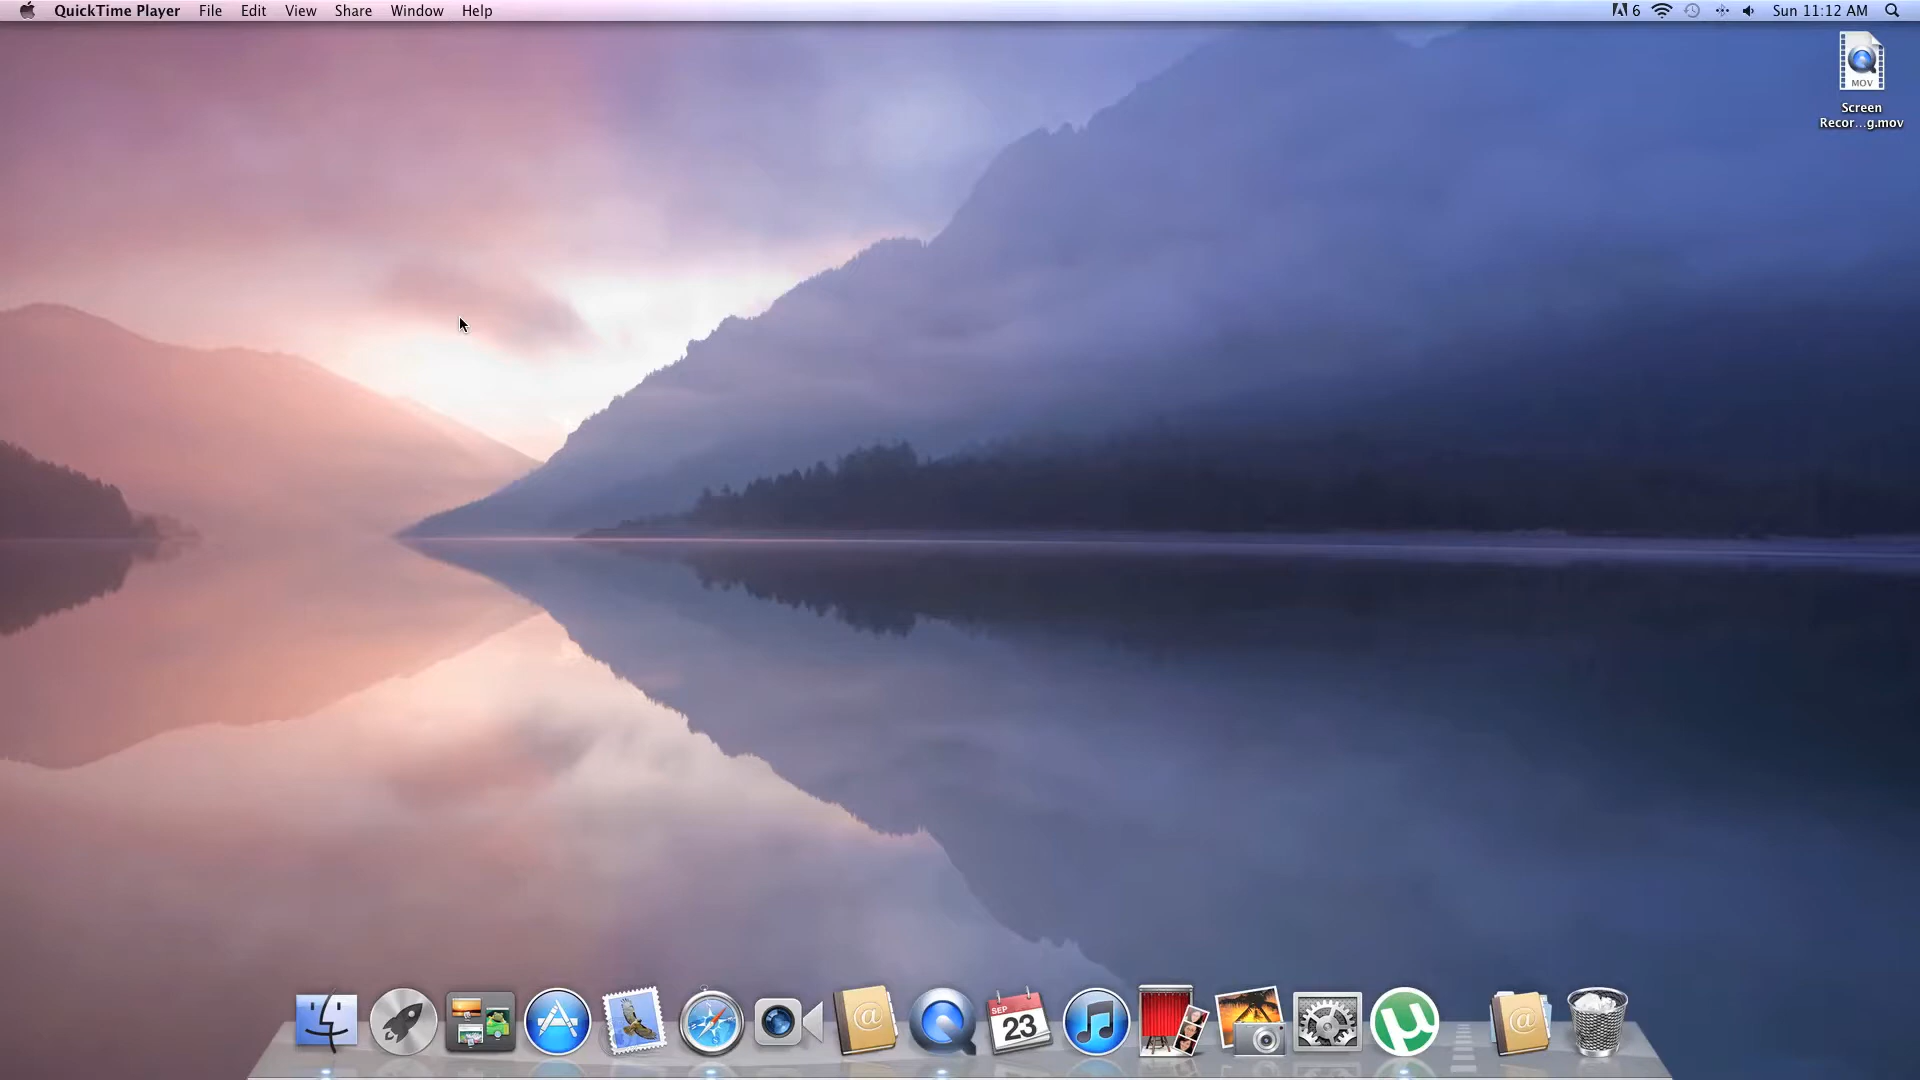 QuickTime Player File Edit View Share Window Help 6 Sun 11:12 AM
MOV
Screen
Recor...g.mov
SEP
23